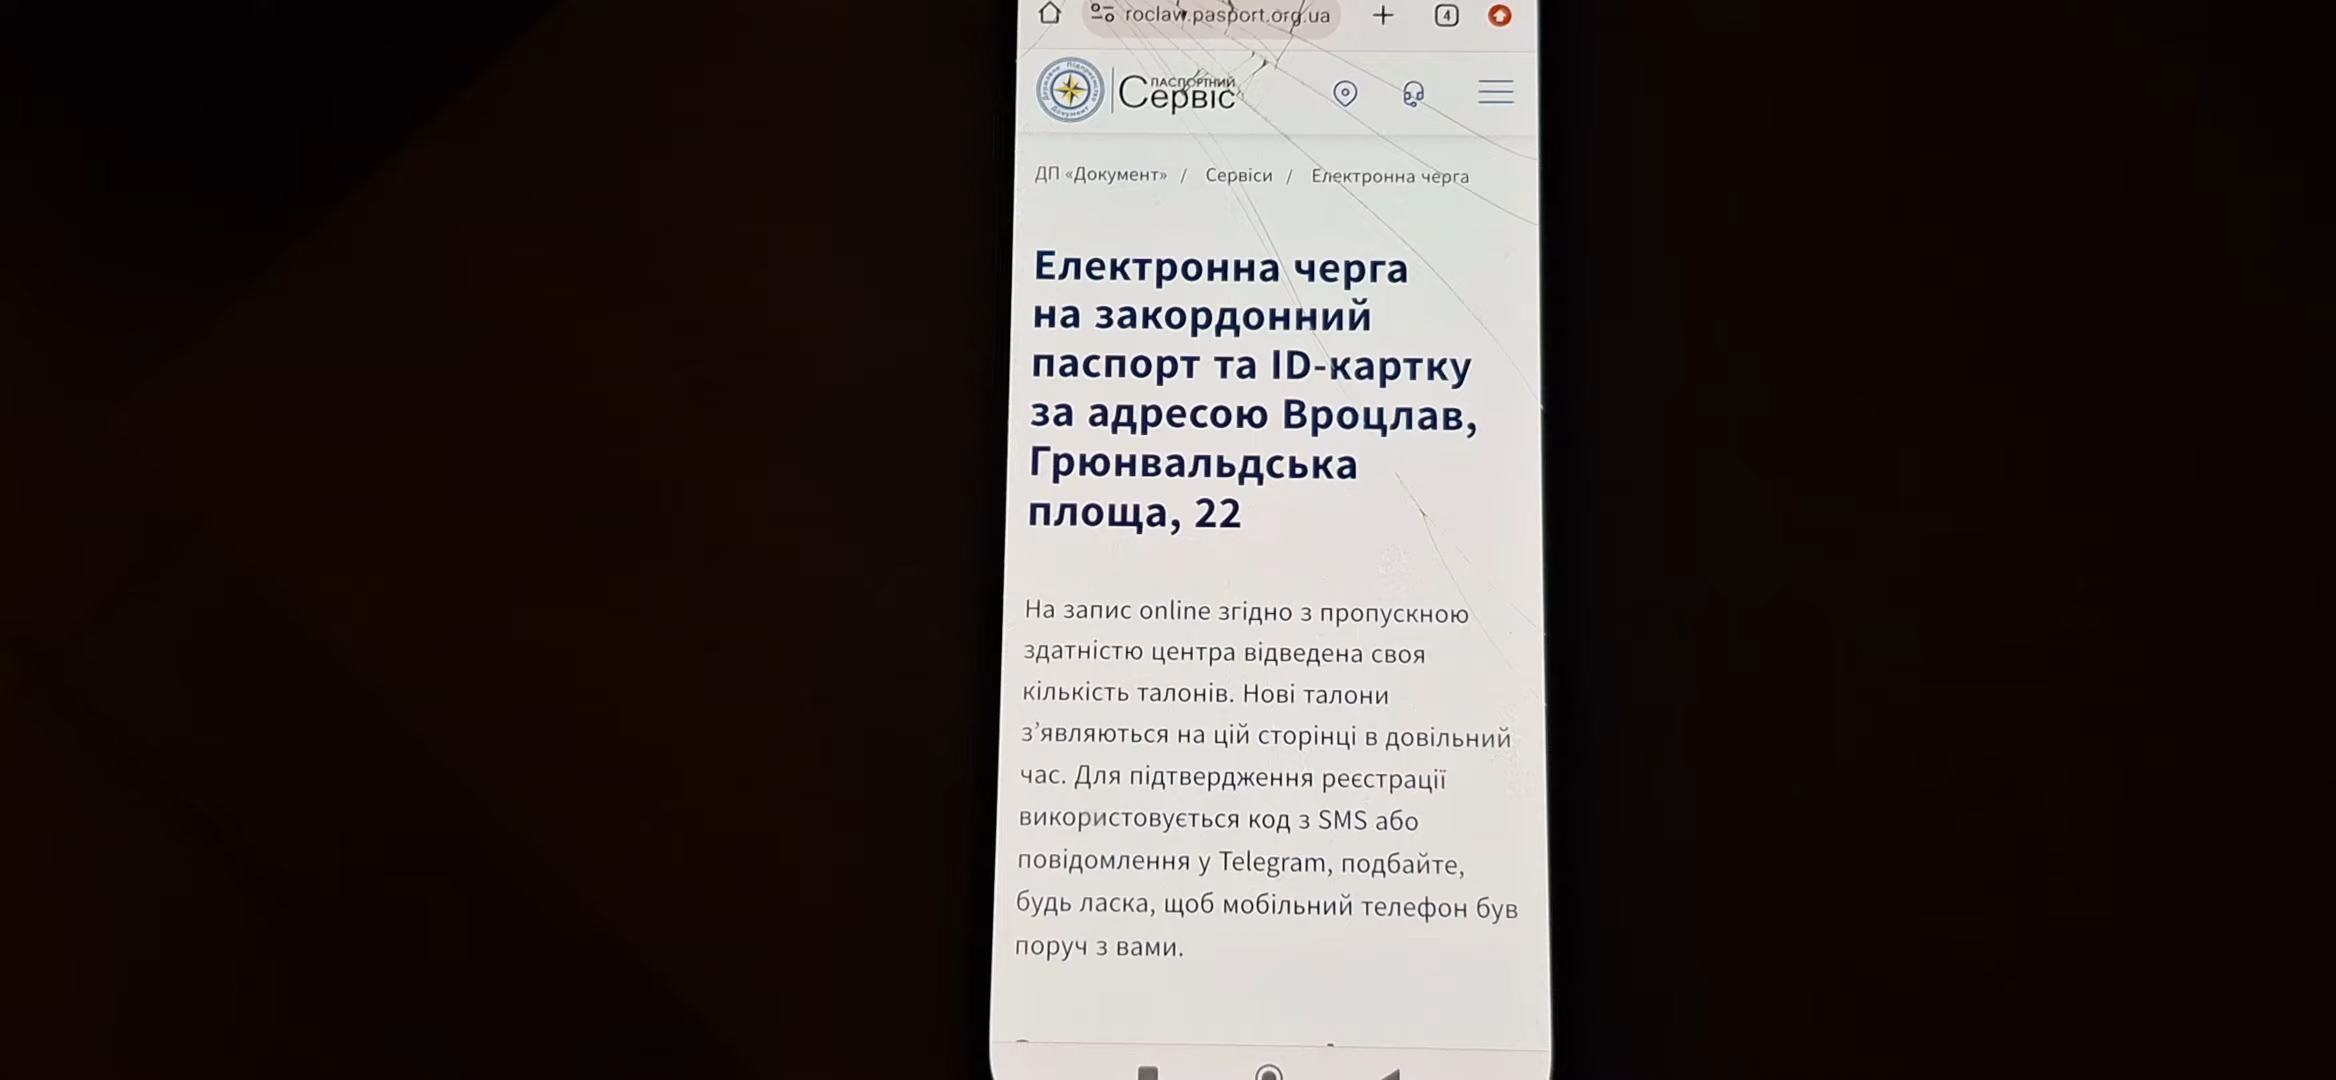 roclaw.pasport.org.ua
4
ПАСПОРТНИЙ
Сервіс
ДП «Документ» / Сервіси / Електронна черга
Електронна черга
на закордонний
паспорт та ID-картку
за адресою Вроцлав,
Грюнвальдська
площа, 22
На запис online згідно з пропускною
здатністю центра відведена своя
кількість талонів. Нові талони
з’являються на цій сторінці в довільний
час. Для підтвердження реєстрації
використовується код з SMS або
повідомлення у Telegram, подбайте,
будь ласка, щоб мобільний телефон був
поруч з вами.